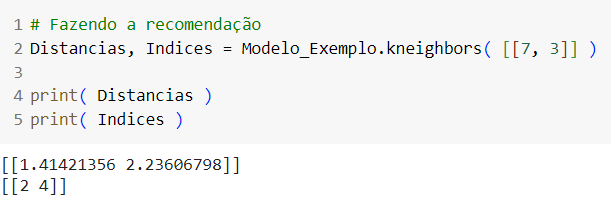 1 # Fazendo a recomendação
2 Distancias, Indices = Modelo_Exemplo.kneighbors( [[7, 3]] )
3
4 print( Distancias )
5 print( Indices )
[[1.41421356 2.23606798]]
[[2 4]]